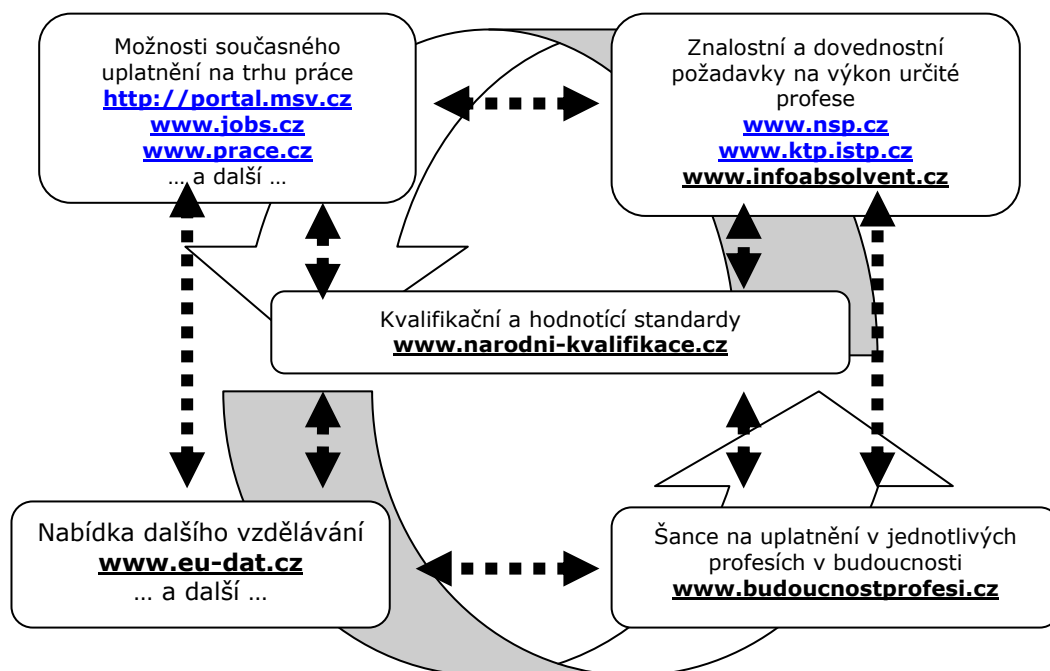 Možnosti současného
uplatnění na trhu práce
http://portal.msv.cz
www.jobs.cz
www.prace.cz
… a další …
Znalostní a dovednostní
požadavky na výkon určité
profese
www.nsp.cz
www.ktp.istp.cz
www.infoabsolvent.cz
Kvalifikační a hodnotící standardy
www.narodni-kvalifikace.cz
Nabídka dalšího vzdělávání
www.eu-dat.cz
… a další …
Šance na uplatnění v jednotlivých
profesích v budoucnosti
www.budoucnostprofesi.cz